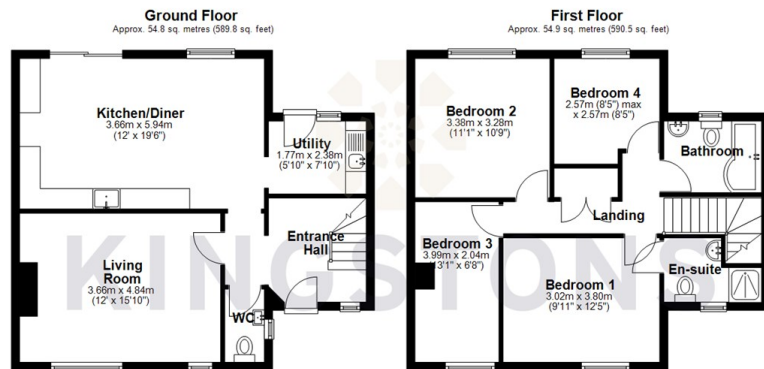 Ground Floor
Approx. 54.8 sq. metres (589.8 sq. feet)
Kitchen/Diner
3.66m x 5.94m
(12' x 19'6")
Utility
1.77m x 2.38m
(5'10" x 7'10")
Living
Room
3.66m x 4.84m
(12' x 15'10")
Entrance
Hall
WC
First Floor
Approx. 54.9 sq. metres (590.5 sq. feet)
Bedroom 2
3.38m x 3.28m
(11'1" x 10'9")
Bedroom 4
2.57m (8'5") max
x 2.57m (8'5")
Bathroom
Landing
Bedroom 3
3.99m x 2.04m
(13'1" x 6'8")
Bedroom 1
3.02m x 3.80m
(9'11" x 12'5")
En-suite
KINGSTONS